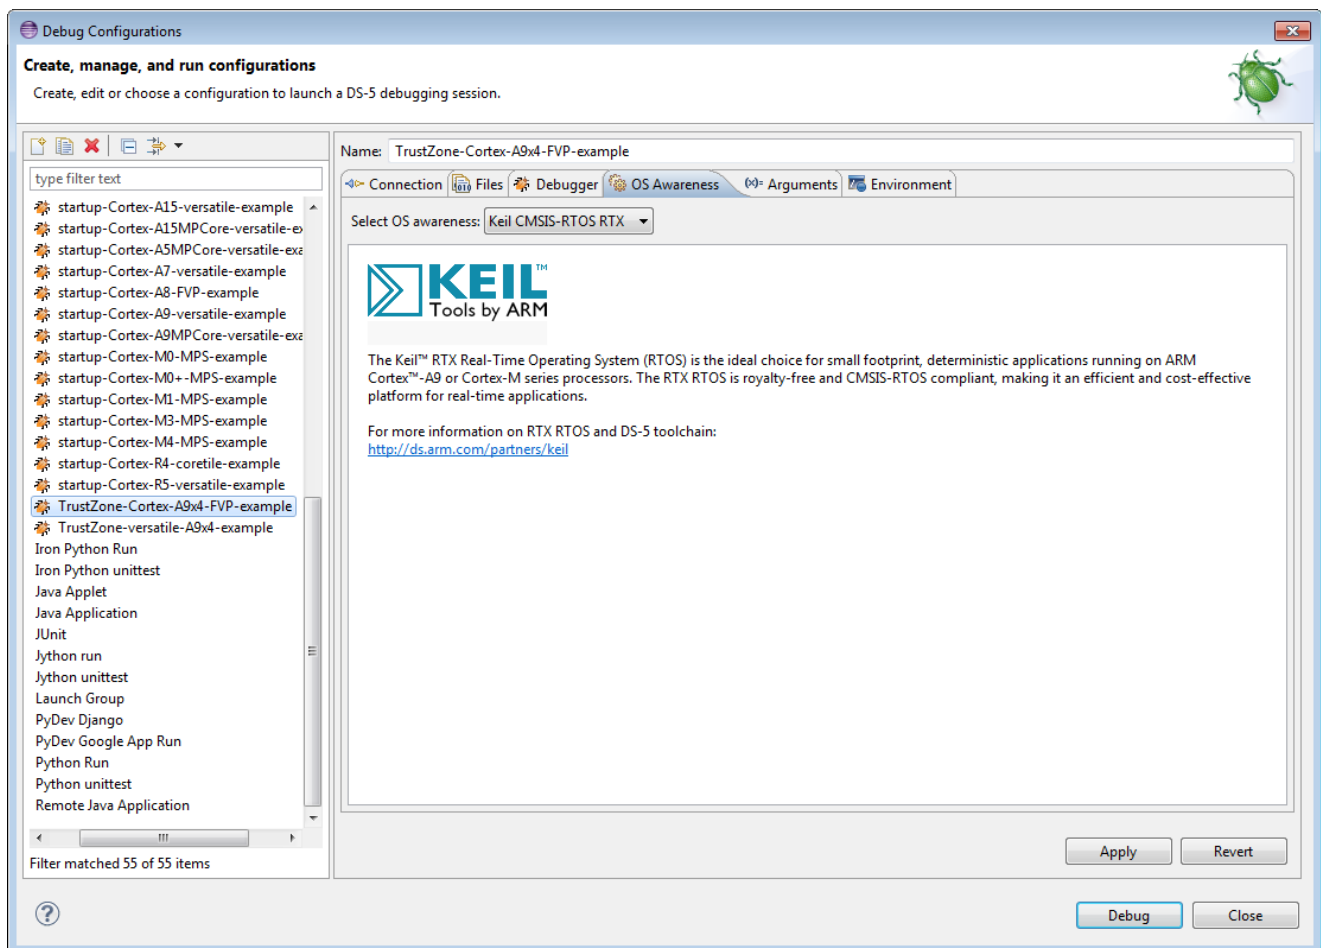 Debug Configurations
Create, manage, and run configurations
Create, edit or choose a configuration to launch a DS-5 debugging session.
type filter text
startup-Cortex-A15-versatile-example
startup-Cortex-A15MPCore-versatile-ex
startup-Cortex-A5MPCore-versatile-exa
startup-Cortex-A7-versatile-example
startup-Cortex-A8-FVP-example
startup-Cortex-A9-versatile-example
startup-Cortex-A9MPCore-versatile-exa
startup-Cortex-M0-MPS-example
startup-Cortex-M0+-MPS-example
startup-Cortex-M1-MPS-example
startup-Cortex-M3-MPS-example
startup-Cortex-M4-MPS-example
startup-Cortex-R4-coretile-example
startup-Cortex-R5-versatile-example
TrustZone-Cortex-A9x4-FVP-example
TrustZone-versatile-A9x4-example
Iron Python Run
Iron Python unittest
Java Applet
Java Application
JUnit
Jython run
Jython unittest
Launch Group
PyDev Django
PyDev Google App Run
Python Run
Python unittest
Remote Java Application
Filter matched 55 of 55 items
Name: TrustZone-Cortex-A9x4-FVP-example
Connection Files Debugger OS Awareness (x)= Arguments Environment
Select OS awareness: Keil CMSIS-RTOS RTX
KEIL™
Tools by ARM
The Keil™ RTX Real-Time Operating System (RTOS) is the ideal choice for small footprint, deterministic applications running on ARM
Cortex™-A9 or Cortex-M series processors. The RTX RTOS is royalty-free and CMSIS-RTOS compliant, making it an efficient and cost-effective
platform for real-time applications.
For more information on RTX RTOS and DS-5 toolchain:
http://ds.arm.com/partners/keil
Apply Revert
Debug Close